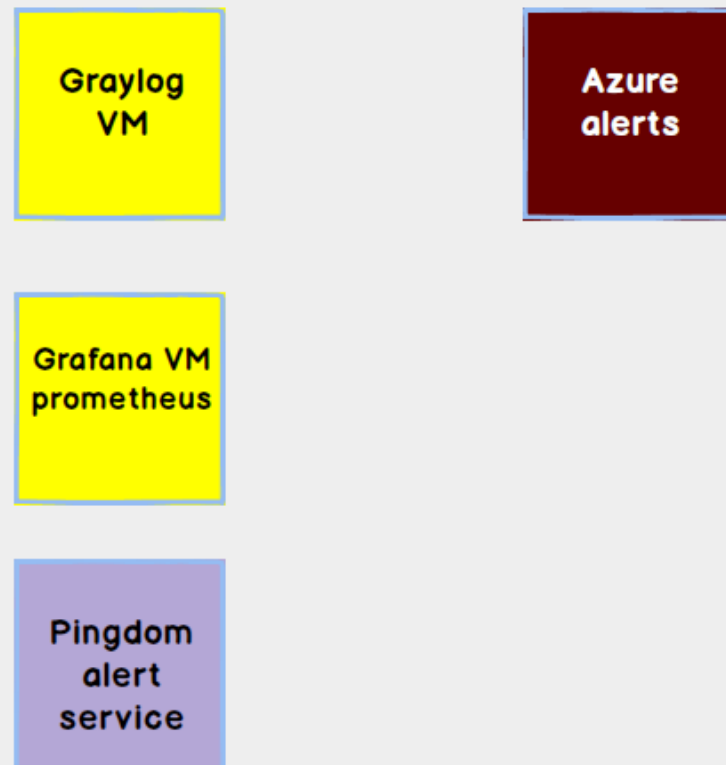 Graylog
VM
Azure
alerts
Grafana VM
prometheus
Pingdom
alert
service